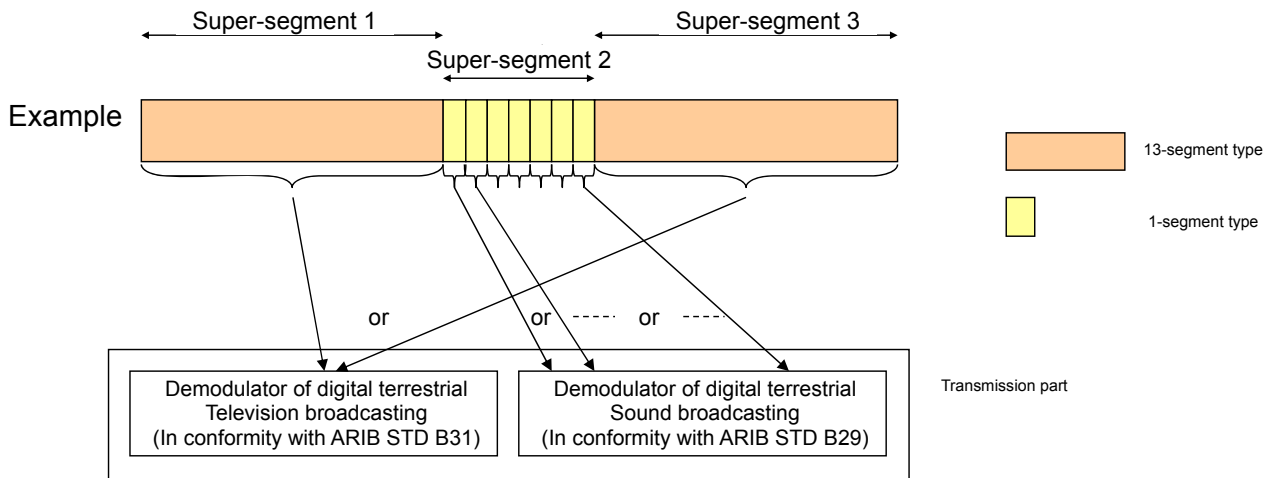 Super-segment 1
Super-segment 3
Super-segment 2
Example
13-segment type
1-segment type
or
or
or
Demodulator of digital terrestrial
Television broadcasting
(In conformity with ARIB STD B31)
Demodulator of digital terrestrial
Sound broadcasting
(In conformity with ARIB STD B29)
Transmission part